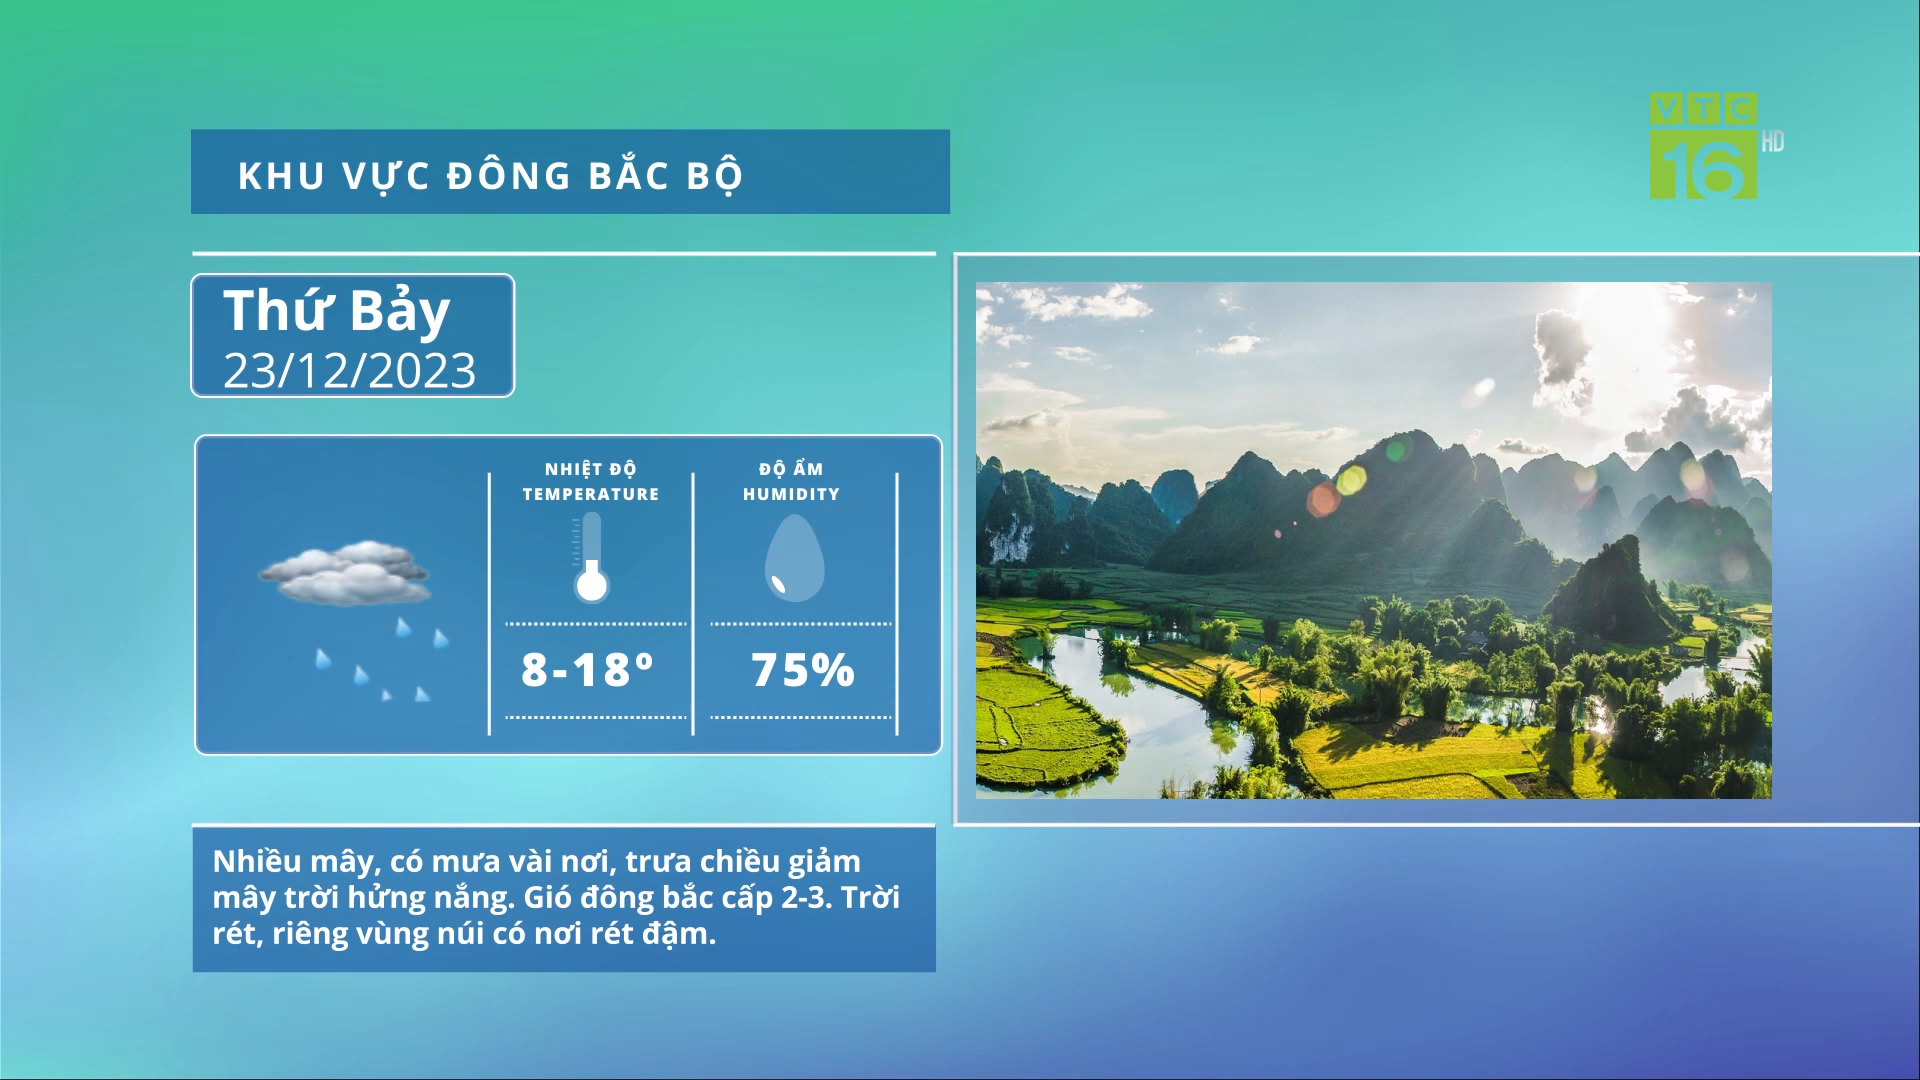 VTC
16 HD
KHU VỰC ĐÔNG BẮC BỘ
Thứ Bảy
23/12/2023
NHIỆT ĐỘ
TEMPERATURE
8-18º
ĐỘ ẨM
HUMIDITY
75%
Nhiều mây, có mưa vài nơi, trưa chiều giảm
mây trời hửng nắng. Gió đông bắc cấp 2-3. Trời
rét, riêng vùng núi có nơi rét đậm.